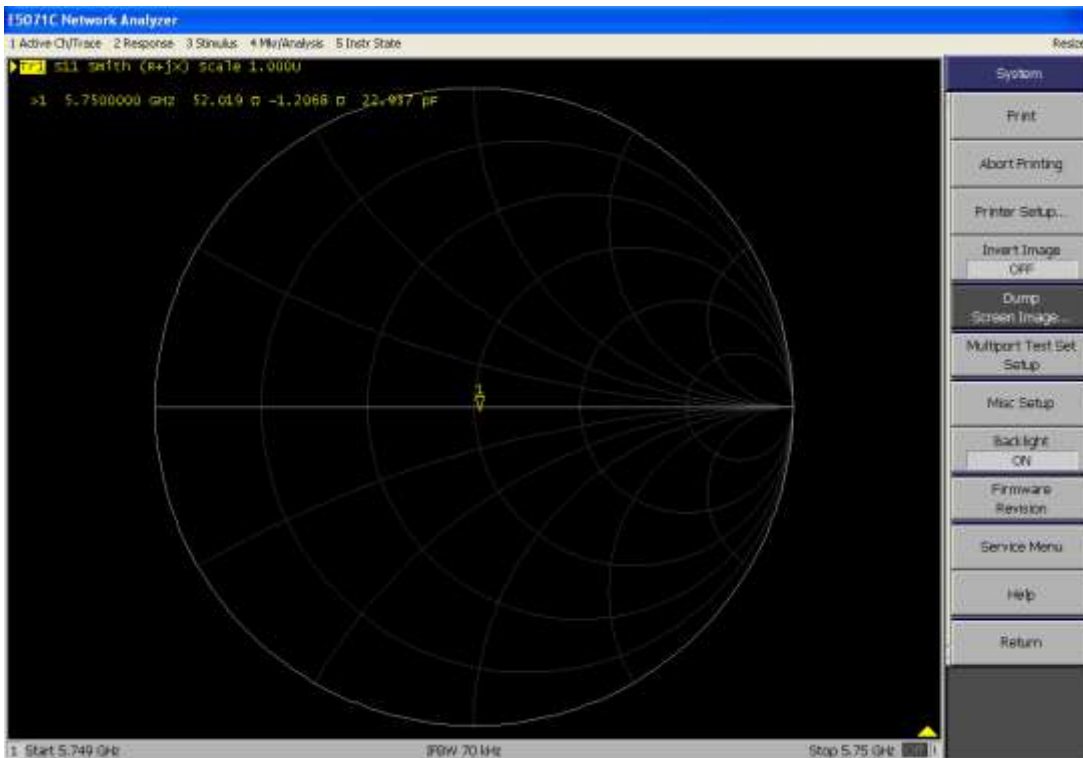 E5071C Network Analyzer
1 Active Ch/Trace 2 Response 3 Stimulus 4 Mkr/Analysis 5 Instr State
Resize
Tr1 S11 Smith (R+jX) Scale 1.000U
>1 5.7500000 GHz 52.019 Ω -1.2068 Ω 22.937 pF
1
System
Print
Abort Printing
Printer Setup...
Invert Image
OFF
Dump
Screen Image...
Multiport Test Set
Setup
Misc Setup
Backlight
ON
Firmware
Revision
Service Menu
Help
Return
1 Start 5.749 GHz
IFBW 70 kHz
Stop 5.75 GHz